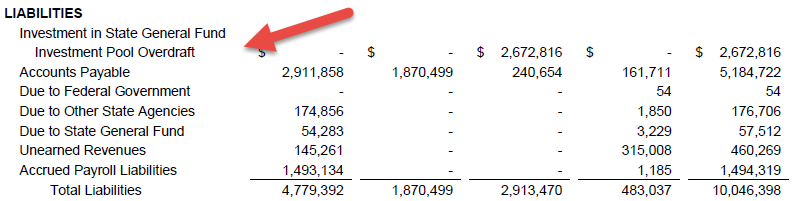 LIABILITIES
Investment in State General Fund
Investment Pool Overdraft $ - $ - $ 2,672,816 $ - $ 2,672,816
Accounts Payable 2,911,858 1,870,499 240,654 161,711 5,184,722
Due to Federal Government - - - 54 54
Due to Other State Agencies 174,856 - - 1,850 176,706
Due to State General Fund 54,283 - - 3,229 57,512
Unearned Revenues 145,261 - - 315,008 460,269
Accrued Payroll Liabilities 1,493,134 - - 1,185 1,494,319
Total Liabilities 4,779,392 1,870,499 2,913,470 483,037 10,046,398